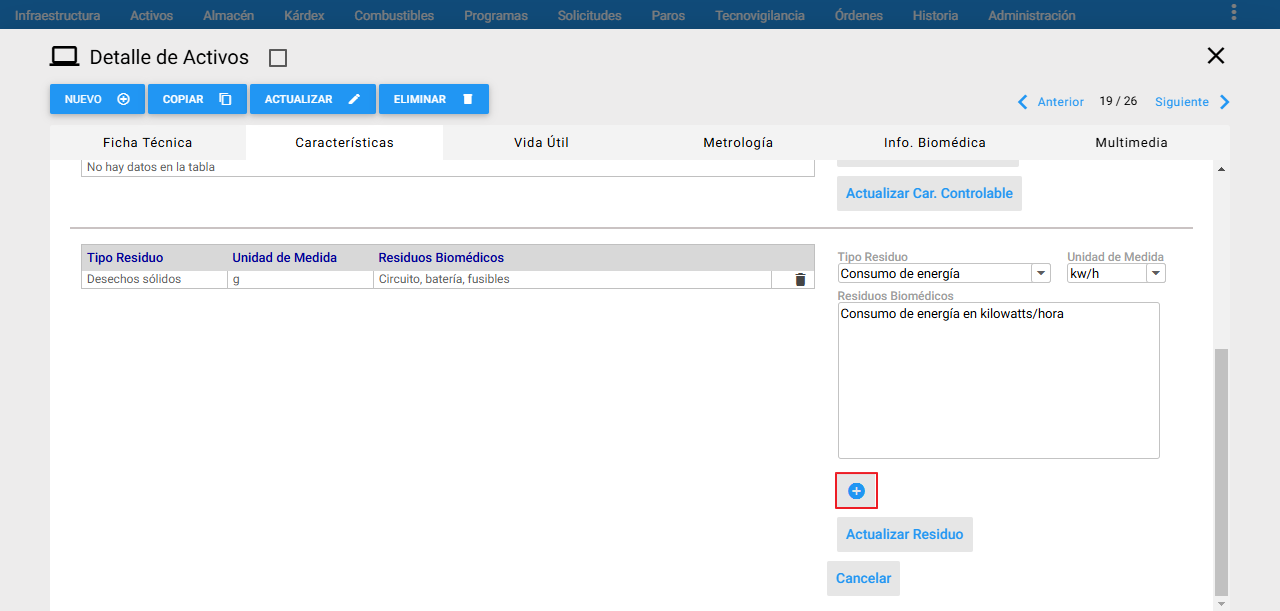 Infraestructura Activos Almacén Kárdex Combustibles Programas Solicitudes Paros Tecnovigilancia Órdenes Historia Administración
Detalle de Activos
NUEVO COPIAR ACTUALIZAR ELIMINAR
Anterior 19 / 26 Siguiente
Ficha Técnica Características Vida Útil Metrología Info. Biomédica Multimedia
No hay datos en la tabla
Actualizar Car. Controlable
Tipo Residuo Unidad de Medida Residuos Biomédicos
Desechos sólidos g Circuito, batería, fusibles
Tipo Residuo Unidad de Medida
Consumo de energía kw/h
Residuos Biomédicos
Consumo de energía en kilowatts/hora
Actualizar Residuo
Cancelar